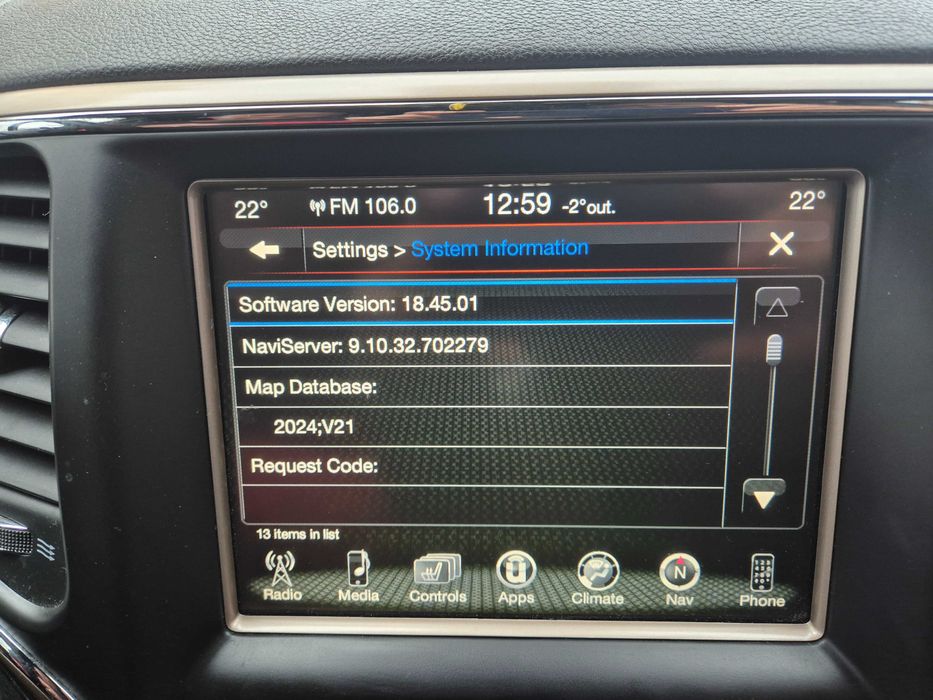 22° FM 106.0 12:59 -2°out. 22°
Settings > System Information
Software Version: 18.45.01
NaviServer: 9.10.32.702279
Map Database:
2024;V21
Request Code:
13 items in list
Radio Media Controls Apps Climate Nav Phone
N